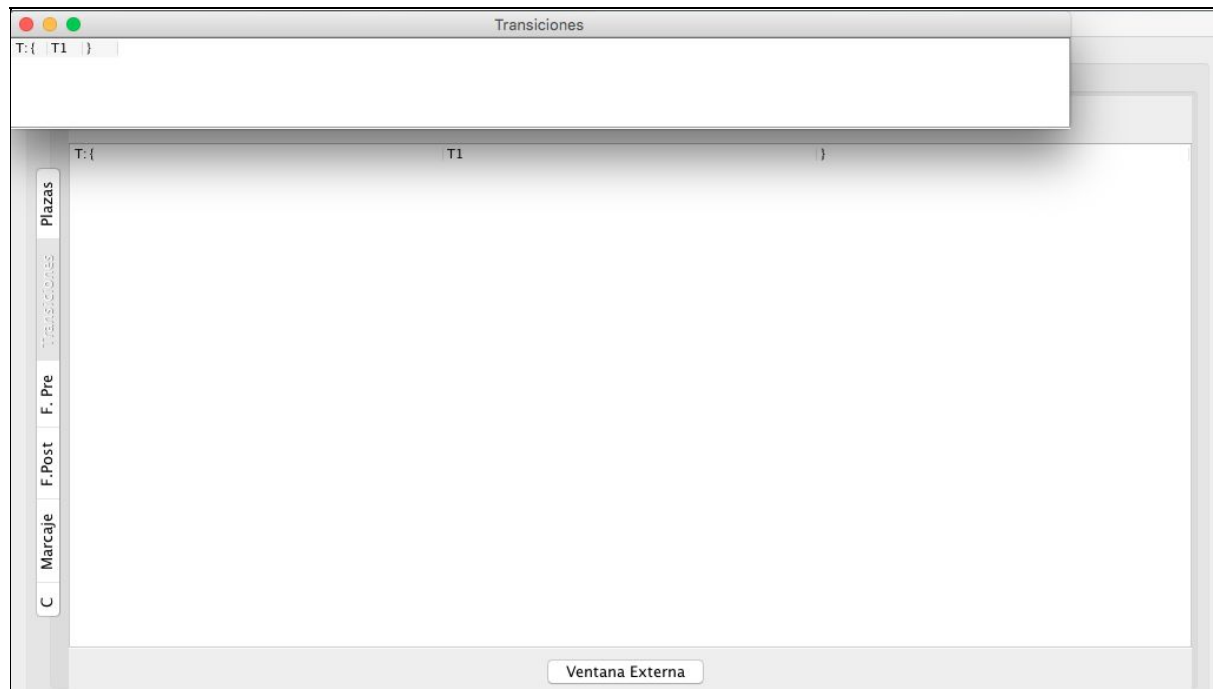 Transiciones
T:{ T1 }
T:{ T1 }
Plazas
Transiciones
F. Pre
F.Post
Marcaje
C
Ventana Externa